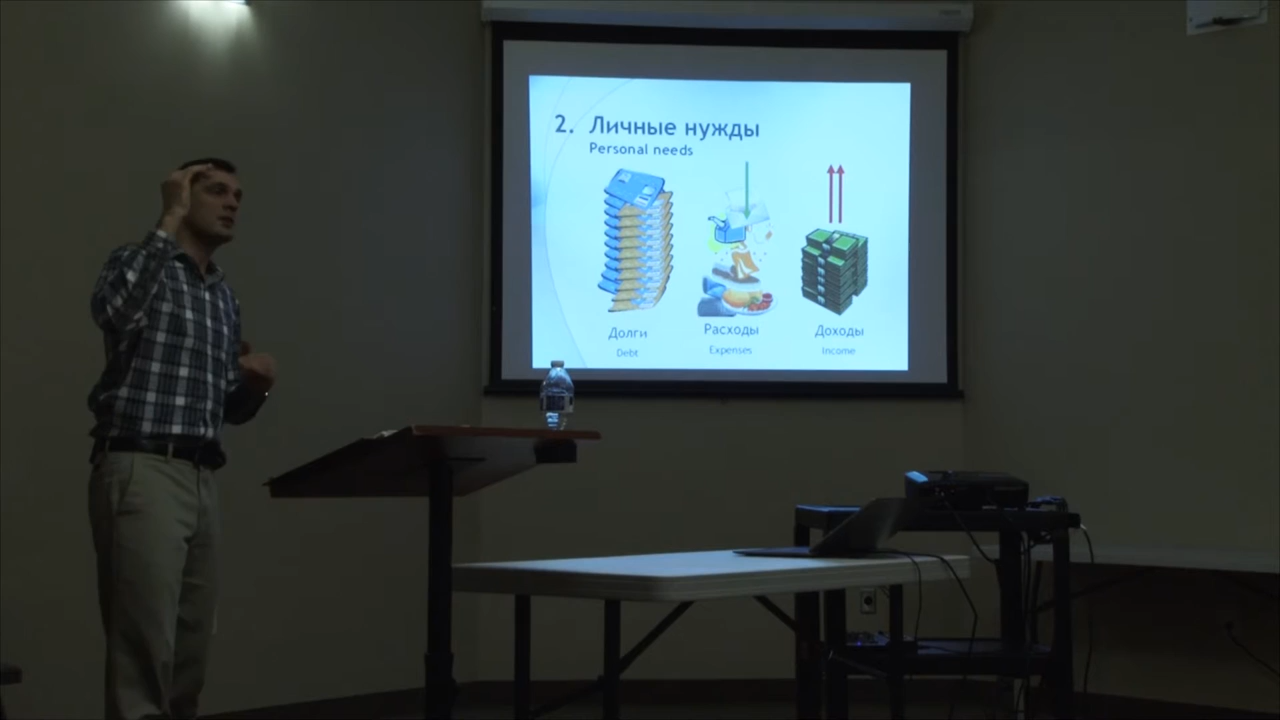 2. Личные нужды
Personal needs
Долги
Debt
Расходы
Expenses
Доходы
Income